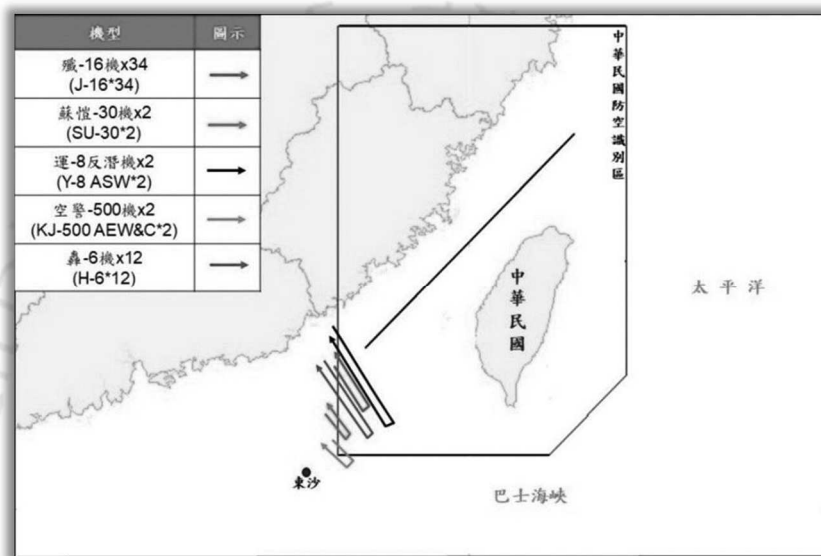 機型 圖示
殲-16機x34
(J-16*34)
蘇愷-30機x2
(SU-30*2)
運-8反潛機x2
(Y-8 ASW*2)
空警-500機x2
(KJ-500 AEW&C*2)
轟-6機x12
(H-6*12)
中華民國防空識別區
中華民國
太平洋
東沙
巴士海峽